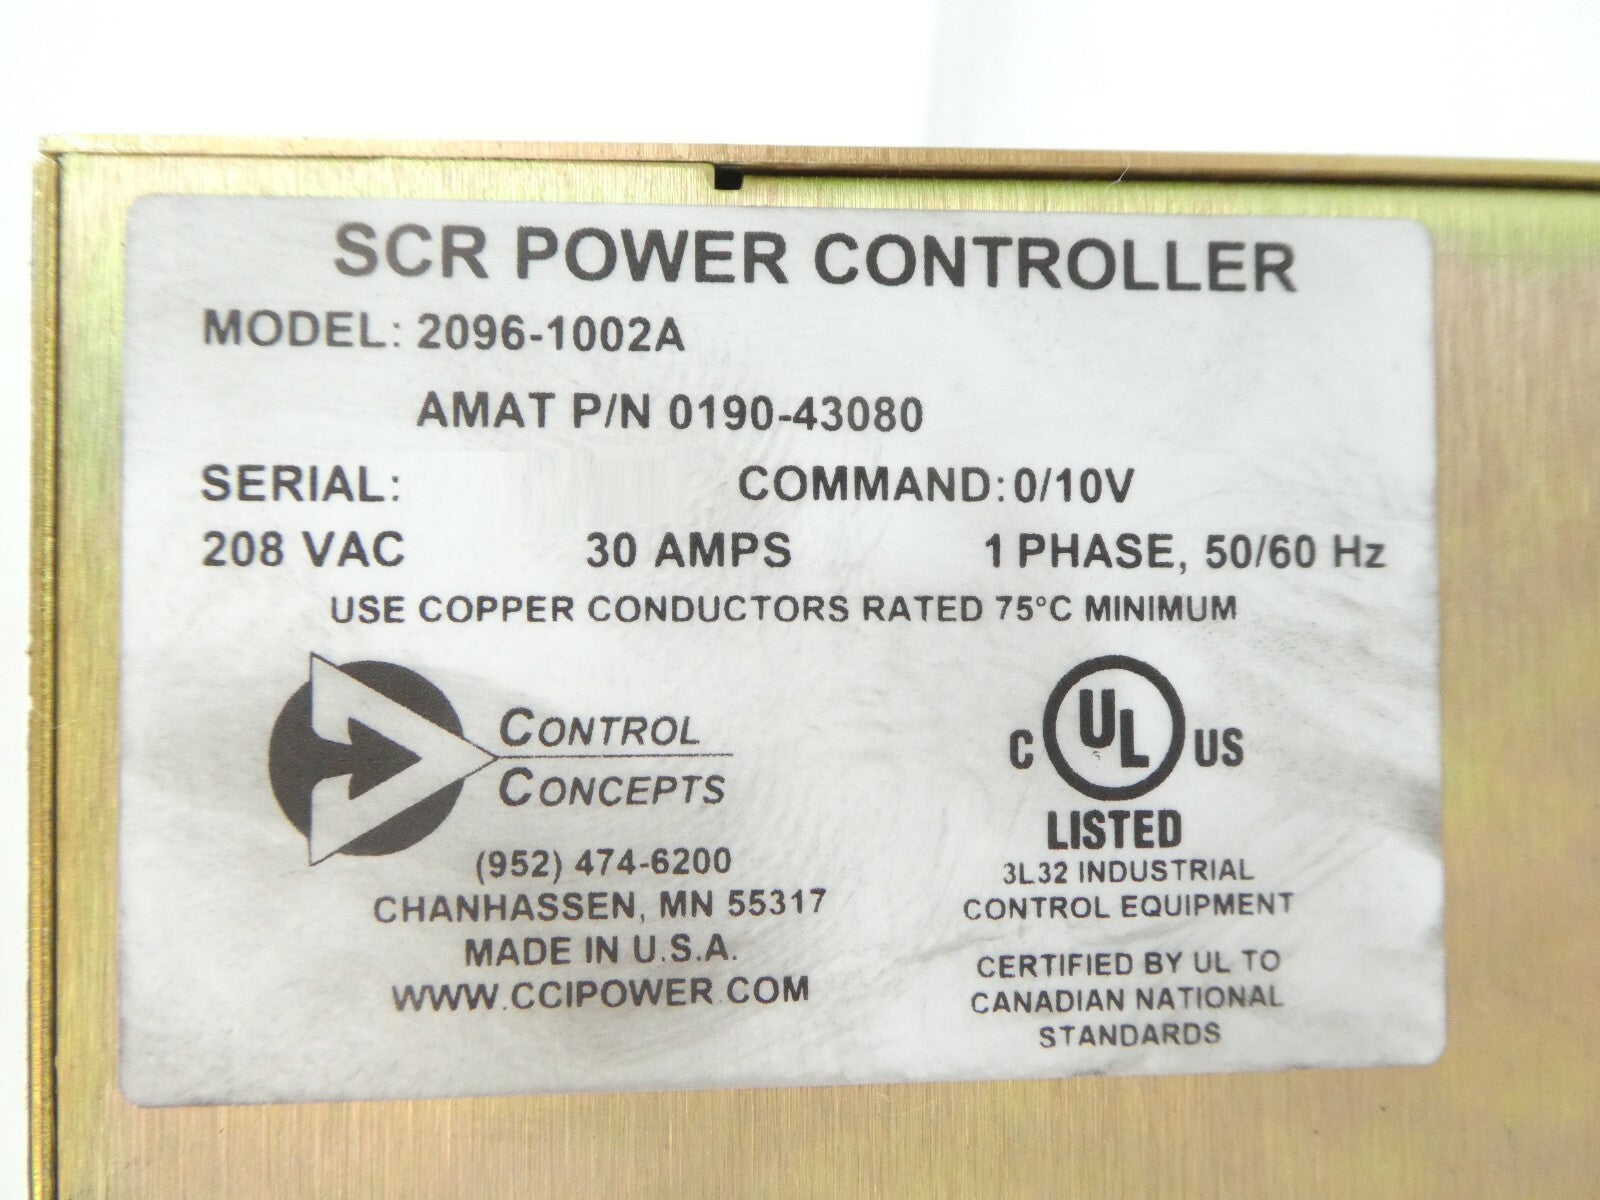 SCR POWER CONTROLLER
MODEL: 2096-1002A
AMAT P/N 0190-43080
SERIAL: COMMAND: 0/10V
208 VAC 30 AMPS 1 PHASE, 50/60 Hz
USE COPPER CONDUCTORS RATED 75°C MINIMUM
CONTROL
CONCEPTS
(952) 474-6200
CHANHASSEN, MN 55317
MADE IN U.S.A.
WWW.CCIPOWER.COM
C UL US
LISTED
3L32 INDUSTRIAL
CONTROL EQUIPMENT
CERTIFIED BY UL TO
CANADIAN NATIONAL
STANDARDS